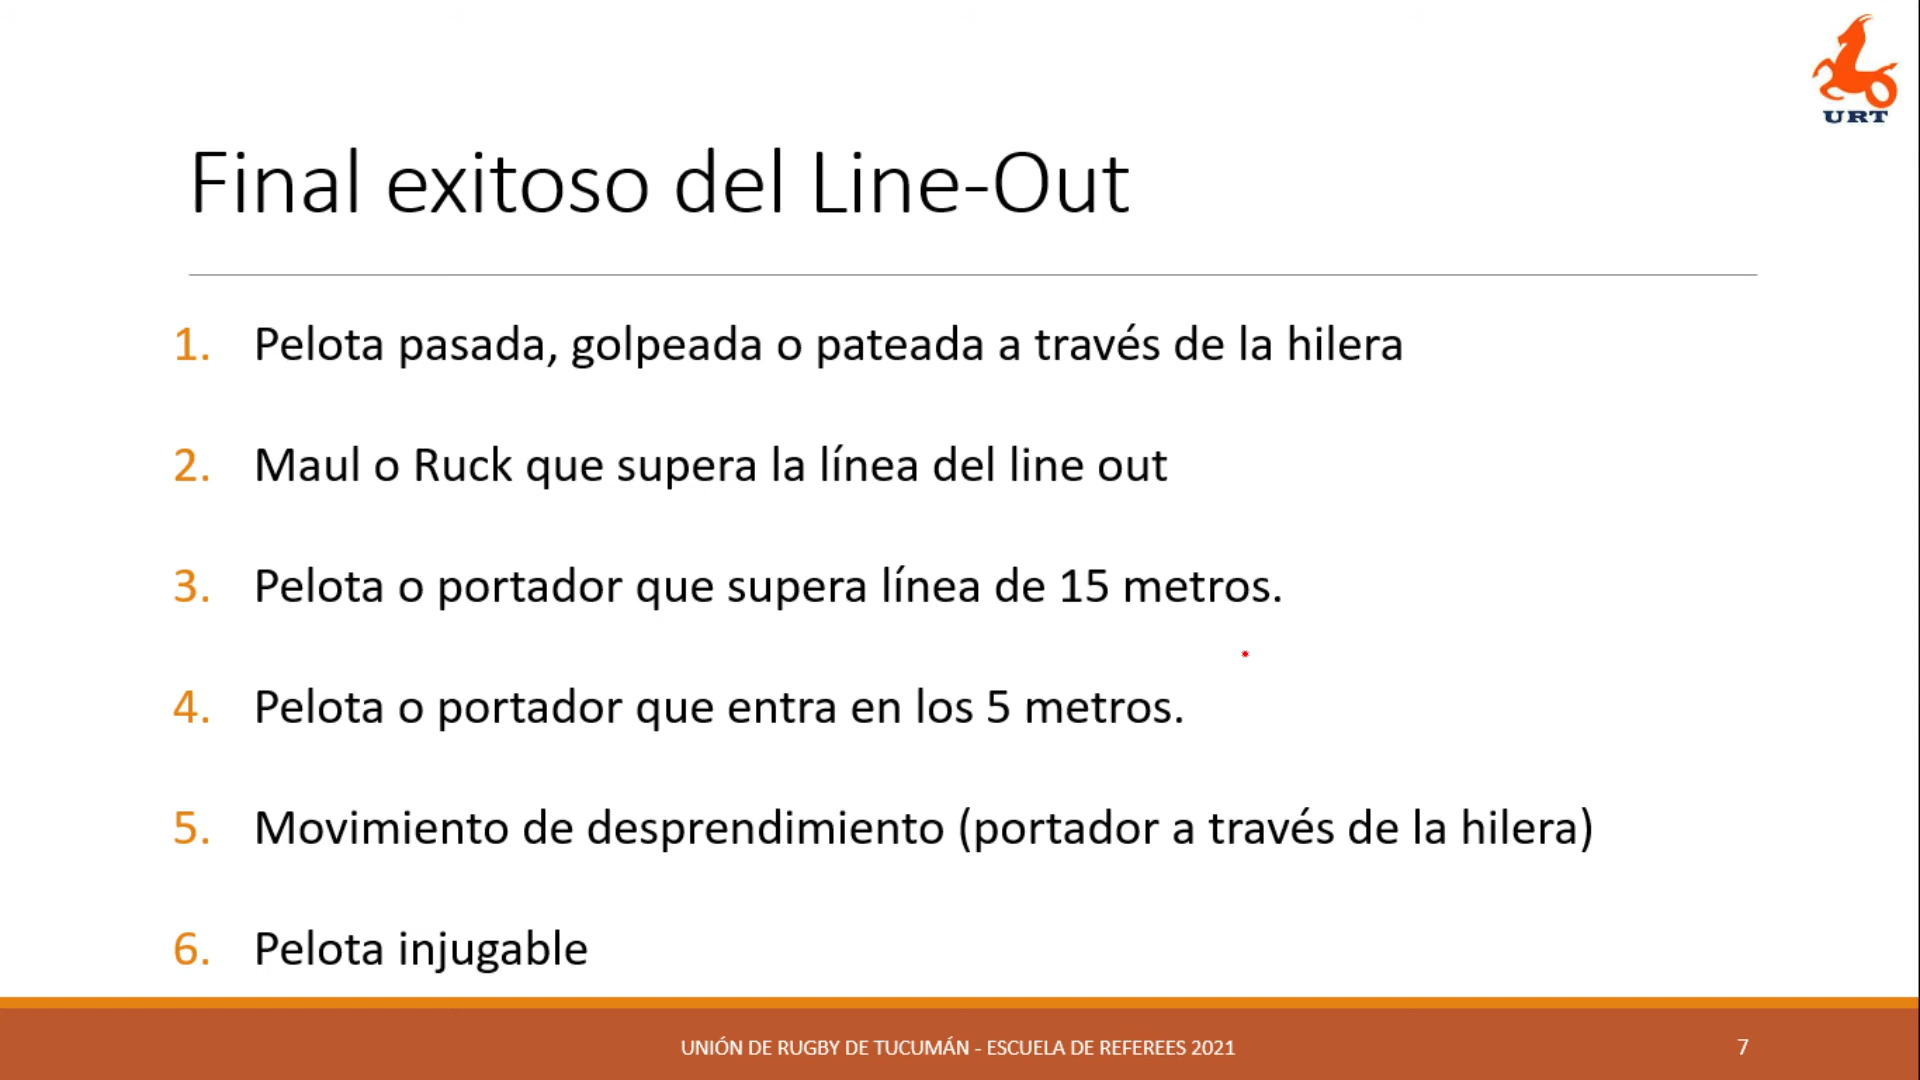 URT
Final exitoso del Line-Out
1. Pelota pasada, golpeada o pateada a través de la hilera
2. Maul o Ruck que supera la línea del line out
3. Pelota o portador que supera línea de 15 metros.
4. Pelota o portador que entra en los 5 metros.
5. Movimiento de desprendimiento (portador a través de la hilera)
6. Pelota injugable
UNIÓN DE RUGBY DE TUCUMÁN - ESCUELA DE REFEREES 2021
7